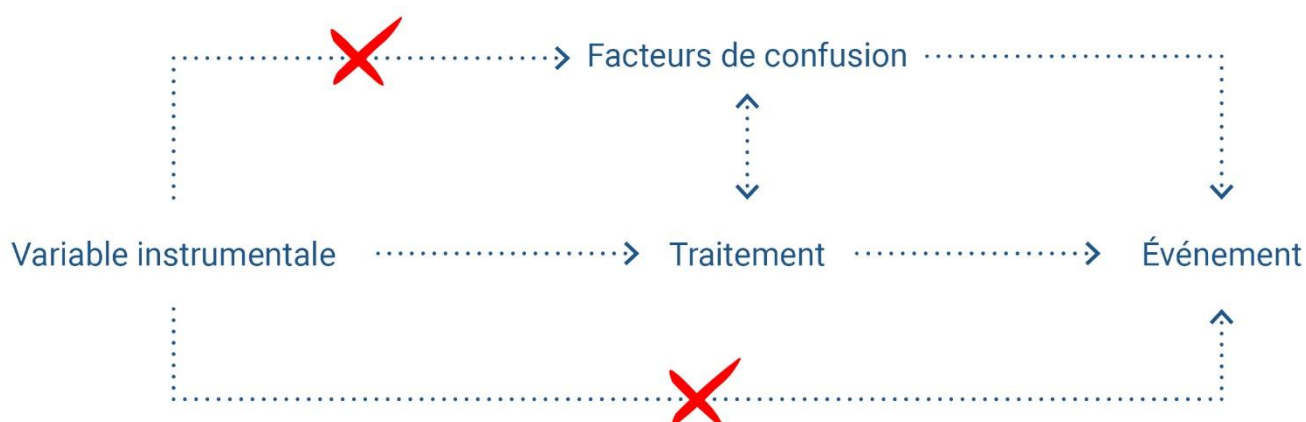 Facteurs de confusion
Variable instrumentale
Traitement
Événement